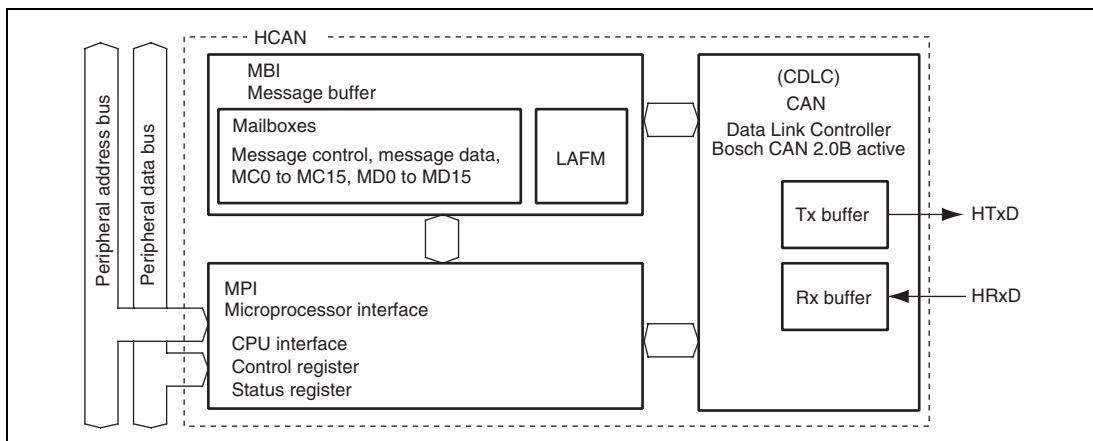 HCAN
Peripheral address bus
Peripheral data bus
MBI
Message buffer
Mailboxes
Message control, message data,
MC0 to MC15, MD0 to MD15
LAFM
MPI
Microprocessor interface
CPU interface
Control register
Status register
(CDLC)
CAN
Data Link Controller
Bosch CAN 2.0B active
Tx buffer
HTxD
Rx buffer
HRxD